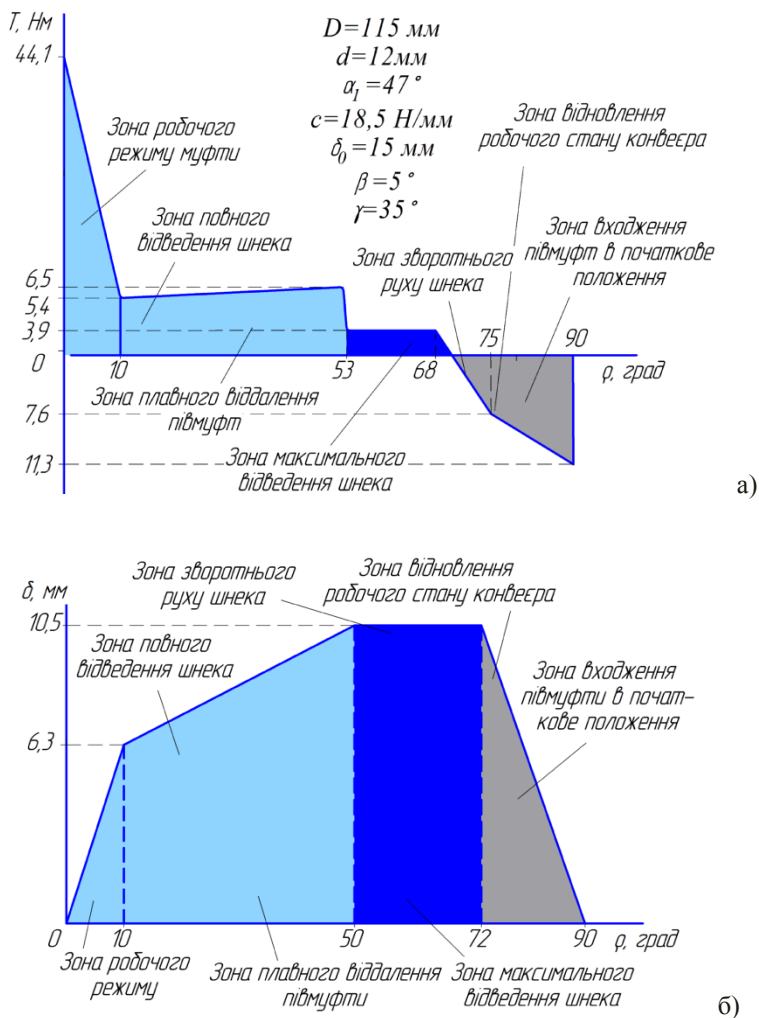 T, Нм
44,1
D=115 мм
d=12мм
α₁=47°
c=18,5 Н/мм
δ₀=15 мм
β=5°
γ=35°
Зона робочого
режиму муфти
Зона повного
відведення шнека
Зона відновлення
робочого стану конвеєра
Зона зворотнього
руху шнека
Зона входження
півмуфт в початкове
положення
6,5
5,4
3,9
0
10
53
68
75
90
ρ, град
Зона плавного віддалення
півмуфт
7,6
Зона максимального
відведення шнека
11,3
а)
Зона зворотнього
руху шнека
Зона відновлення
робочого стану конвеєра
δ, мм
10,5
Зона повного
відведення шнека
Зона входження
півмуфти в почат-
кове положення
6,3
0
10
50
72
90
ρ, град
Зона робочого
режиму
Зона плавного віддалення
півмуфти
Зона максимального
відведення шнека
б)